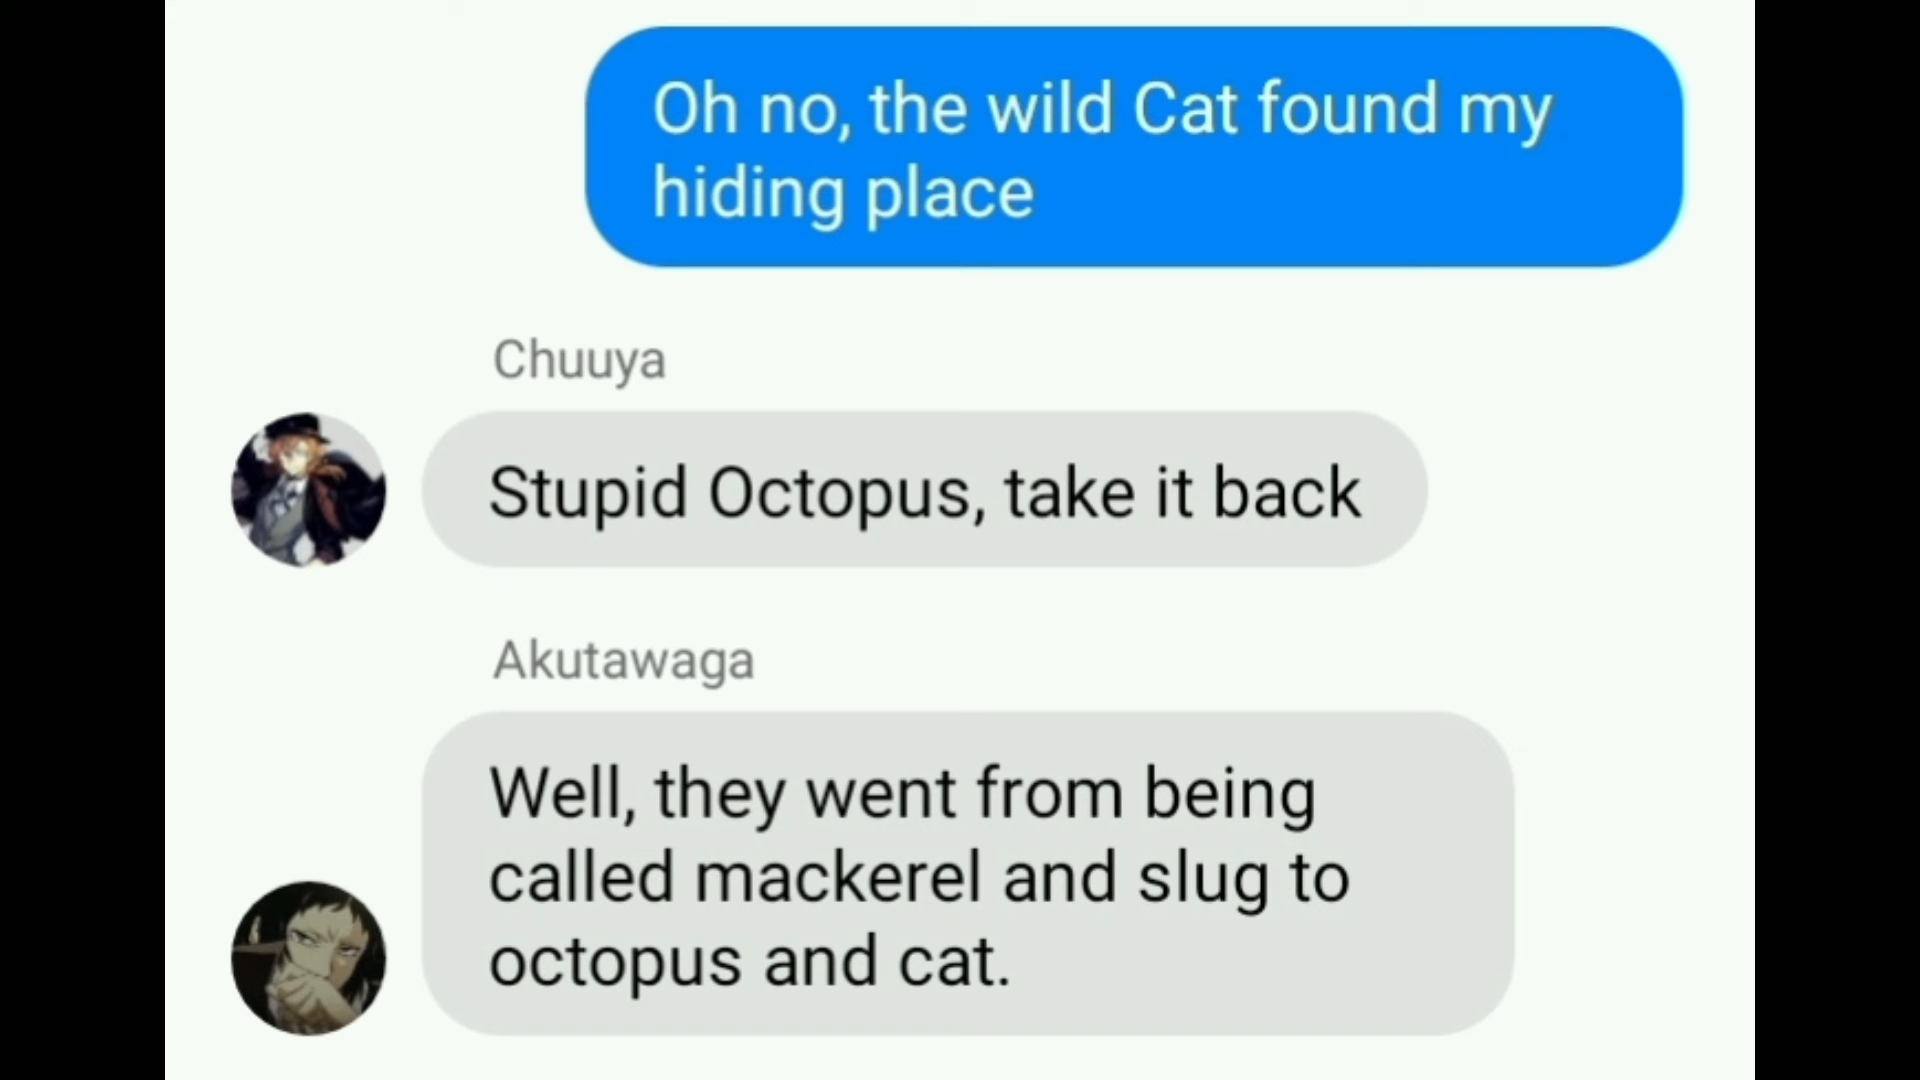 Oh no, the wild Cat found my
hiding place
Chuuya
Stupid Octopus, take it back
Akutawaga
Well, they went from being
called mackerel and slug to
octopus and cat.